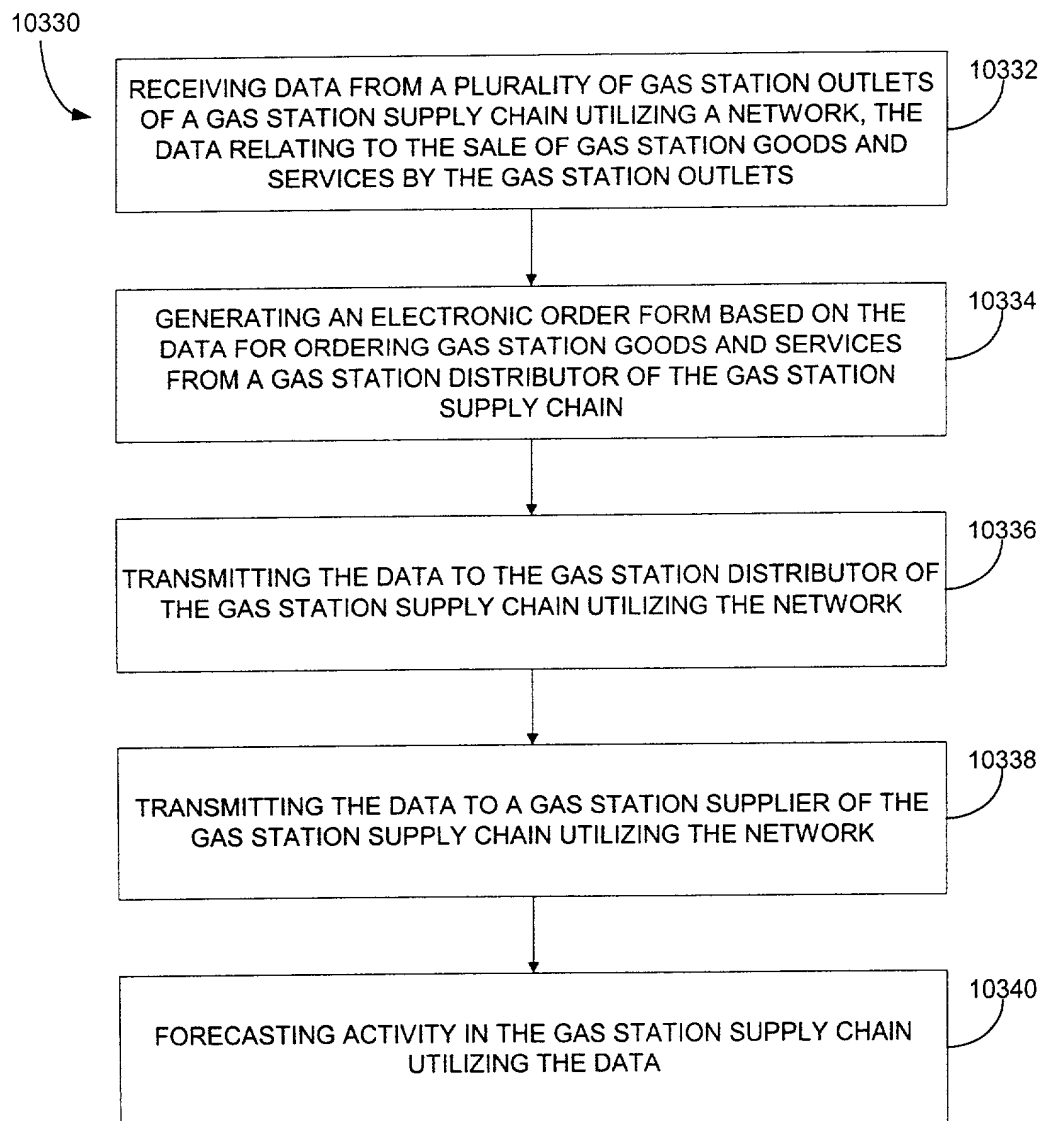 10330
10332
RECEIVING DATA FROM A PLURALITY OF GAS STATION OUTLETS
OF A GAS STATION SUPPLY CHAIN UTILIZING A NETWORK, THE
DATA RELATING TO THE SALE OF GAS STATION GOODS AND
SERVICES BY THE GAS STATION OUTLETS
10334
GENERATING AN ELECTRONIC ORDER FORM BASED ON THE
DATA FOR ORDERING GAS STATION GOODS AND SERVICES
FROM A GAS STATION DISTRIBUTOR OF THE GAS STATION
SUPPLY CHAIN
10336
TRANSMITTING THE DATA TO THE GAS STATION DISTRIBUTOR OF
THE GAS STATION SUPPLY CHAIN UTILIZING THE NETWORK
10338
TRANSMITTING THE DATA TO A GAS STATION SUPPLIER OF THE
GAS STATION SUPPLY CHAIN UTILIZING THE NETWORK
10340
FORECASTING ACTIVITY IN THE GAS STATION SUPPLY CHAIN
UTILIZING THE DATA